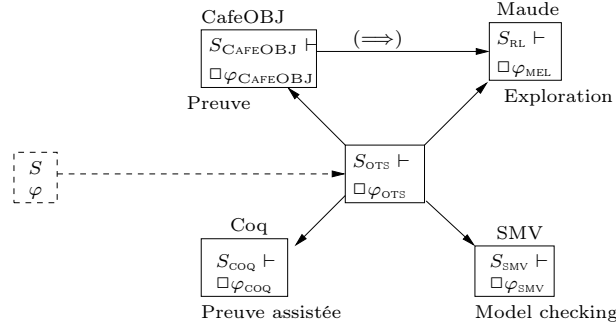 CafeOBJ
S_CafeOBJ ⊢
□φ_CafeOBJ
Preuve
(⟹)
Maude
S_RL ⊢
□φ_MEL
Exploration
S
φ
S_OTS ⊢
□φ_OTS
Coq
S_COQ ⊢
□φ_COQ
Preuve assistée
SMV
S_SMV ⊢
□φ_SMV
Model checking